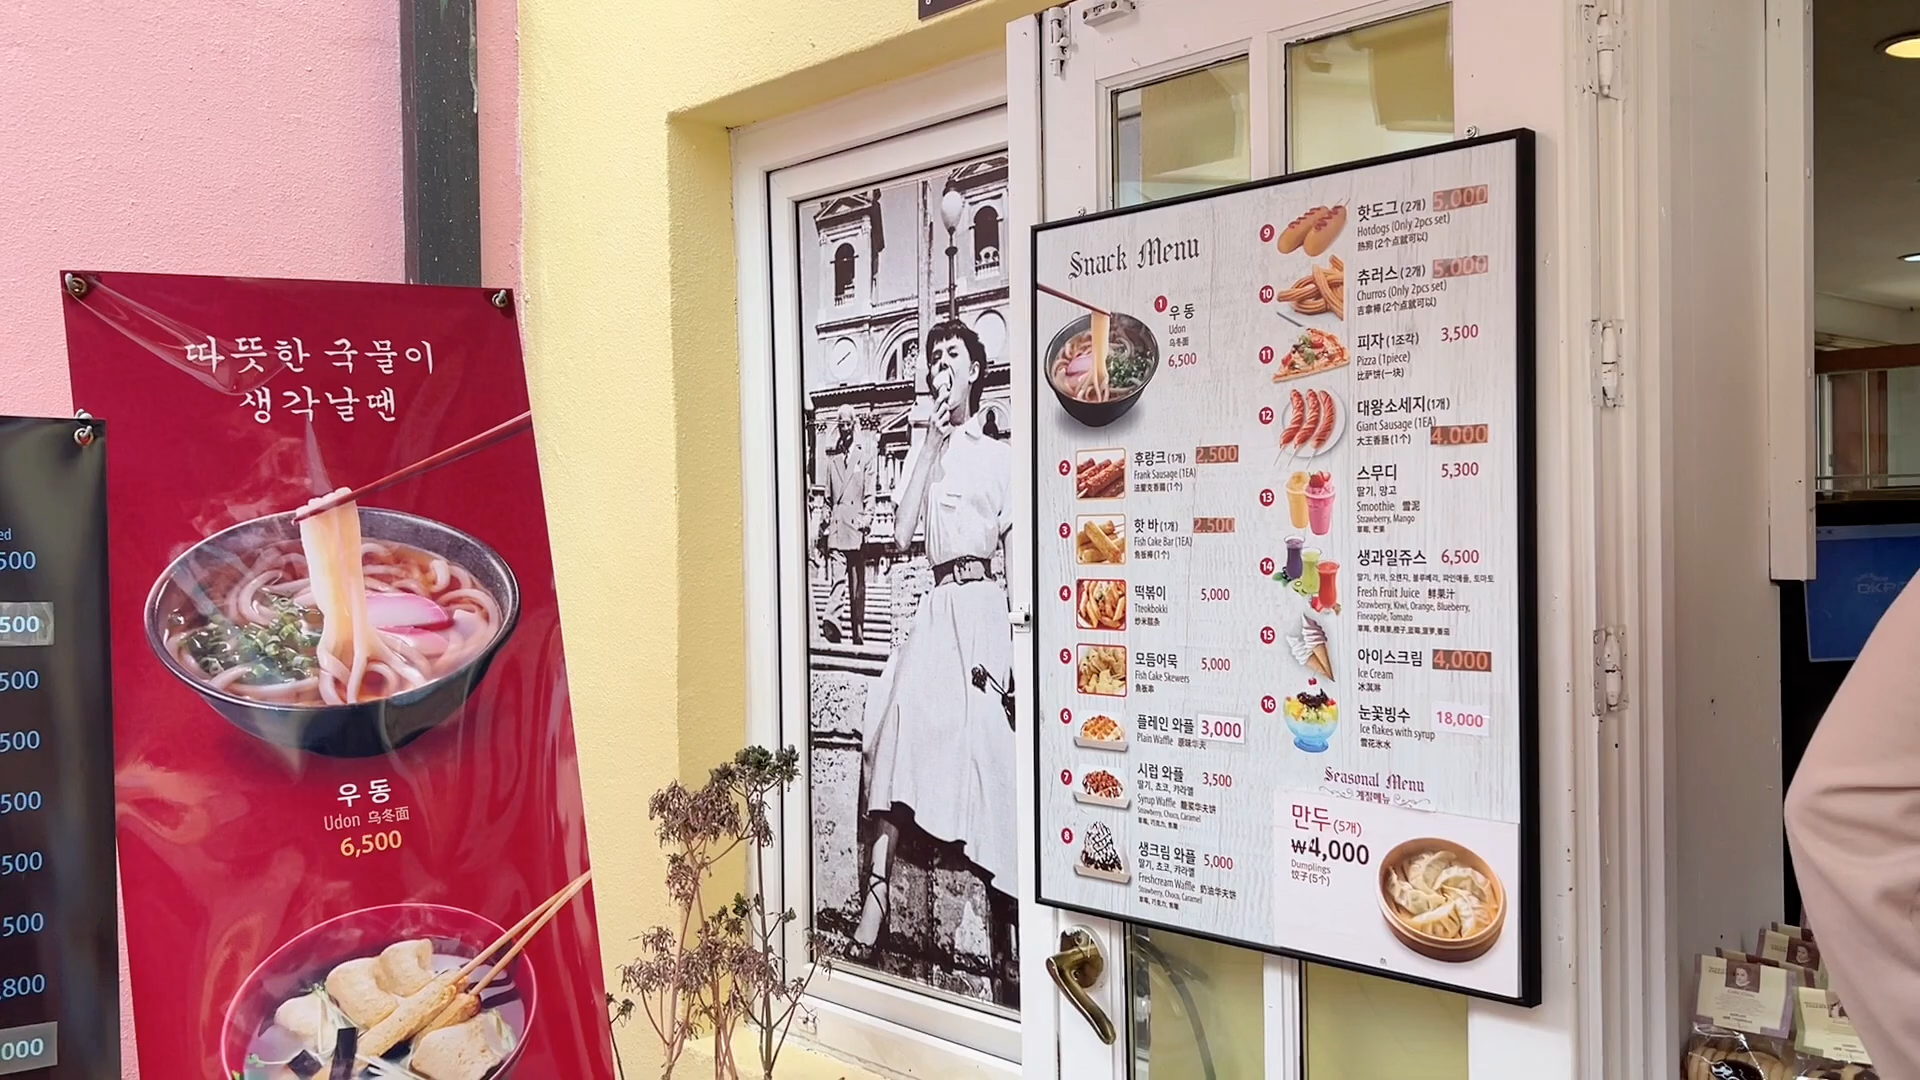 따뜻한 국물이
생각날땐
우동
Udon 乌冬面
6,500
500
500
500
500
500
500
500
,800
000
Snack Menu
1 우동
Udon
乌冬面
6,500
2 후랑크 (1개) 2,500
Frank Sausage (1EA)
法兰克香肠 (1个)
3 핫 바 (1개) 2,500
Fish Cake Bar (1EA)
鱼板棒 (1个)
4 떡볶이 5,000
Tteokbokki
炒米糕条
5 모듬어묵 5,000
Fish Cake Skewers
鱼板串
6 플레인 와플 3,000
Plain Waffle 原味华夫
7 시럽 와플 3,500
딸기, 쵸코, 캬라멜
Syrup Waffle 糖浆华夫饼
Strawberry, Choco, Caramel
草莓, 巧克力, 焦糖
8 생크림 와플 5,000
딸기, 쵸코, 캬라멜
Freshcream Waffle 奶油华夫饼
Strawberry, Choco, Caramel
草莓, 巧克力, 焦糖
9 핫도그 (2개) 5,000
Hotdogs (Only 2pcs set)
热狗 (2个点就可以)
10 츄러스 (2개) 5,000
Churros (Only 2pcs set)
吉拿棒 (2个点就可以)
11 피자 (1조각) 3,500
Pizza (1piece)
比萨饼 (一块)
12 대왕소세지 (1개)
Giant Sausage (1EA)
大王香肠 (1个) 4,000
13 스무디 5,300
딸기, 망고
Smoothie 雪泥
Strawberry, Mango
草莓, 芒果
14 생과일쥬스 6,500
딸기, 키위, 오렌지, 블루베리, 파인애플, 토마토
Fresh Fruit Juice 鲜果汁
Strawberry, Kiwi, Orange, Blueberry,
Fineapple, Tomato
草莓, 奇异果, 橙子, 蓝莓, 菠萝, 番茄
15 아이스크림 4,000
Ice Cream
冰淇淋
16 눈꽃빙수 18,000
Ice flakes with syrup
雪花冰水
Seasonal Menu
계절메뉴
만두 (5개)
₩4,000
Dumplings
饺子 (5个)